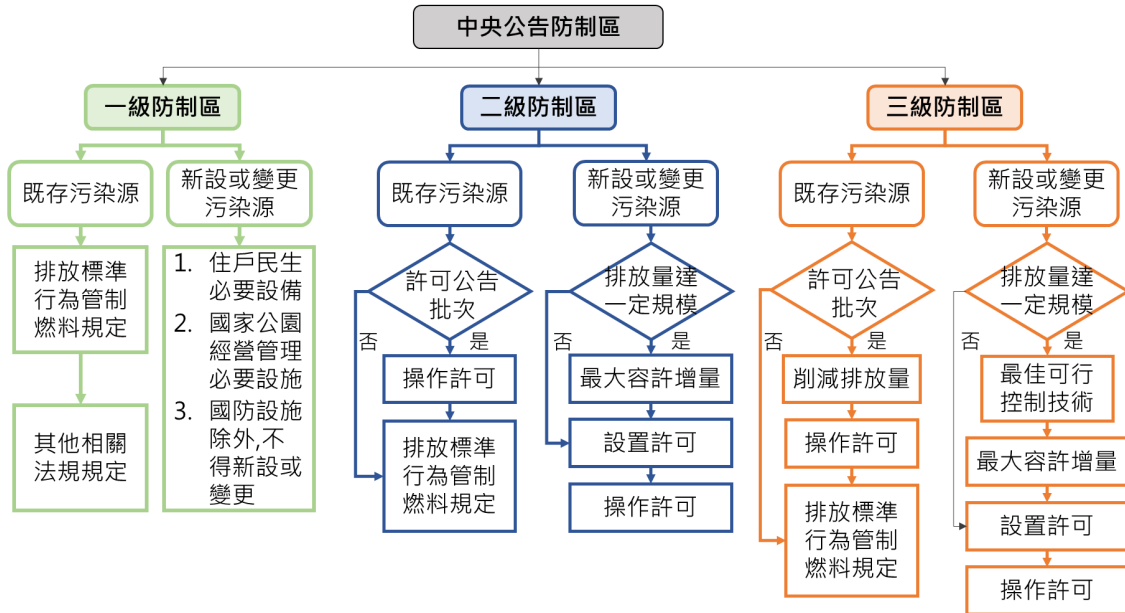 中央公告防制區
一級防制區
既存污染源
排放標準
行為管制
燃料規定
其他相關
法規規定
新設或變更
污染源
1. 住戶民生
必要設備
2. 國家公園
經營管理
必要設施
3. 國防設施
除外,不
得新設或
變更
二級防制區
既存污染源
許可公告
批次
否
是
操作許可
排放標準
行為管制
燃料規定
新設或變更
污染源
排放量達
一定規模
否
是
最大容許增量
設置許可
操作許可
三級防制區
既存污染源
許可公告
批次
否
是
削減排放量
操作許可
排放標準
行為管制
燃料規定
新設或變更
污染源
排放量達
一定規模
否
是
最佳可行
控制技術
最大容許增量
設置許可
操作許可